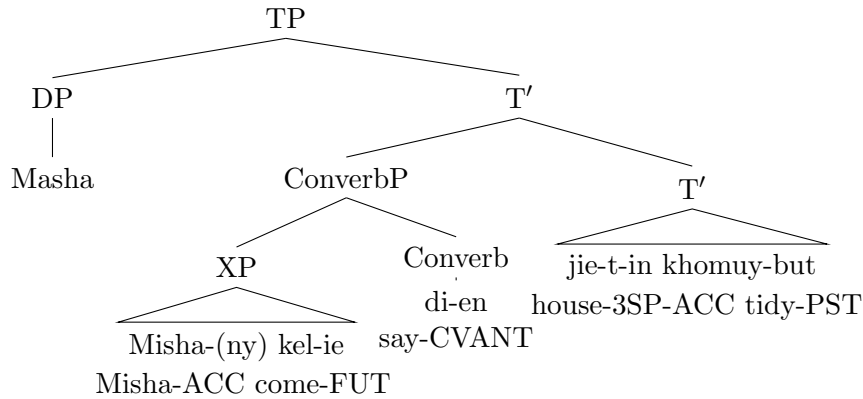 TP
DP T′
Masha ConverbP T′
XP Converb jie-t-in khomuy-but
di-en house-3SP-ACC tidy-PST
Misha-(ny) kel-ie say-CVANT
Misha-ACC come-FUT